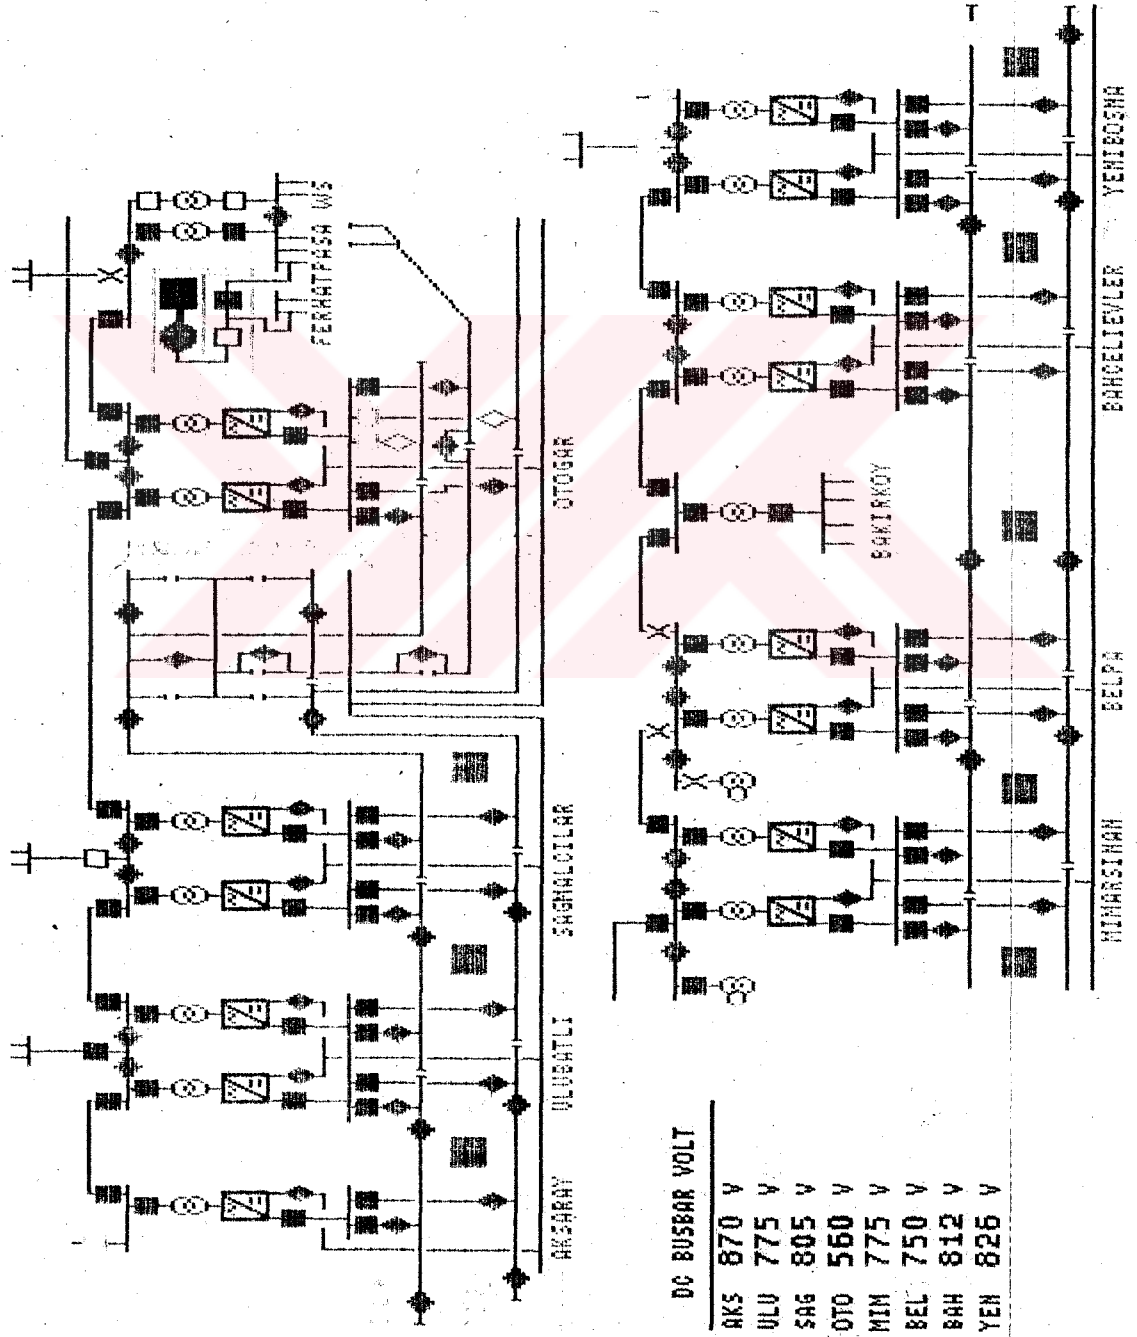 FERHATPASA WS
AKSARAY ULUBATLI SAGMALCILAR OTOGAR
BAKIRKOY
MIMARSINAN BELPA BAHCELIEVLER YENIBOSNA
DC BUSBAR VOLT
AKS 870 V
ULU 775 V
SAG 805 V
OTO 560 V
MIM 775 V
BEL 750 V
BAH 812 V
YEN 826 V